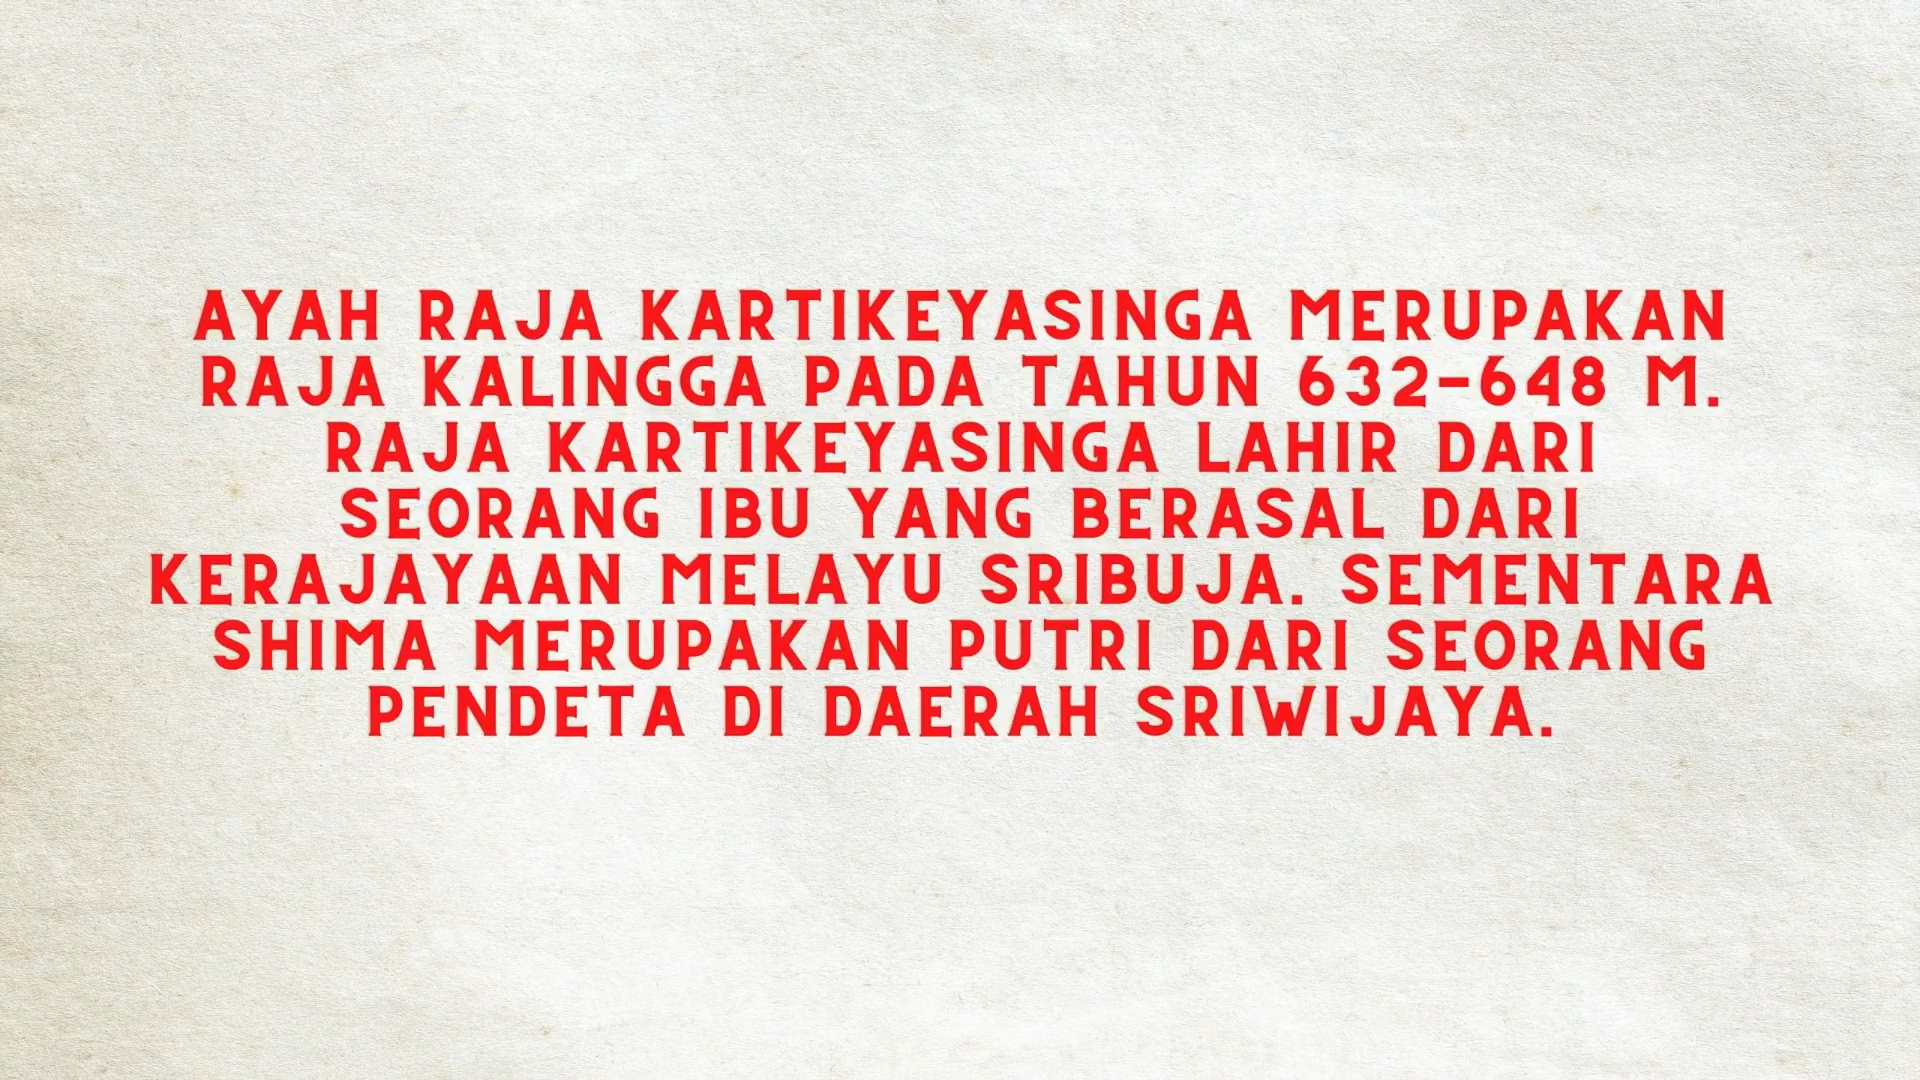 AYAH RAJA KARTIKEYASINGA MERUPAKAN
RAJA KALINGGA PADA TAHUN 632-648 M.
RAJA KARTIKEYASINGA LAHIR DARI
SEORANG IBU YANG BERASAL DARI
KERAJAYAAN MELAYU SRIBUJA. SEMENTARA
SHIMA MERUPAKAN PUTRI DARI SEORANG
PENDETA DI DAERAH SRIWIJAYA.